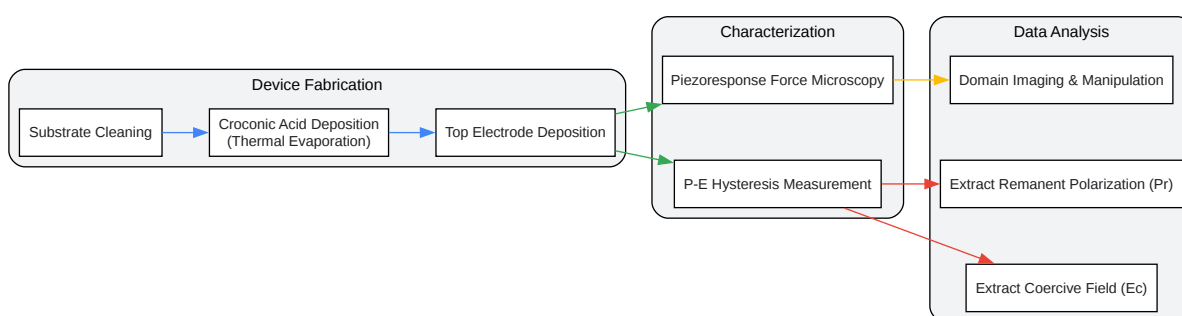 Device Fabrication
Substrate Cleaning
Croconic Acid Deposition
(Thermal Evaporation)
Top Electrode Deposition
Characterization
Piezoresponse Force Microscopy
P-E Hysteresis Measurement
Data Analysis
Domain Imaging & Manipulation
Extract Remanent Polarization (Pr)
Extract Coercive Field (Ec)